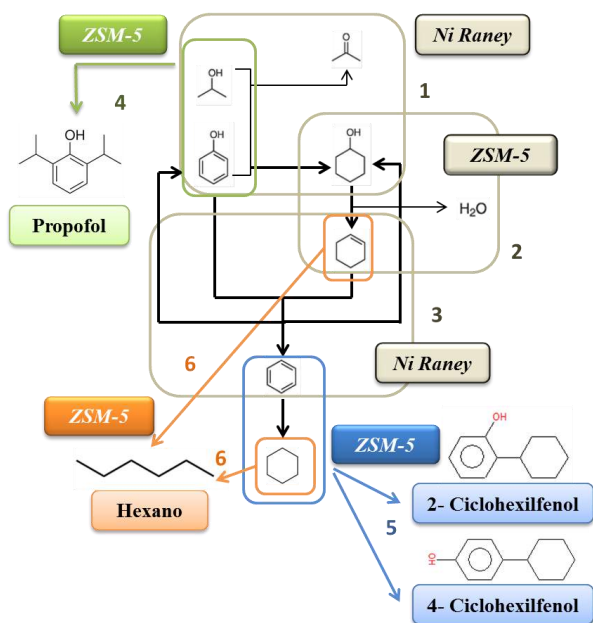 ZSM-5
Ni Raney
O
OH
1
4
OH
OH
OH
ZSM-5
Propofol
H₂O
2
3
6
Ni Raney
ZSM-5
ZSM-5
OH
6
Hexano
2- Ciclohexilfenol
5
HO
4- Ciclohexilfenol